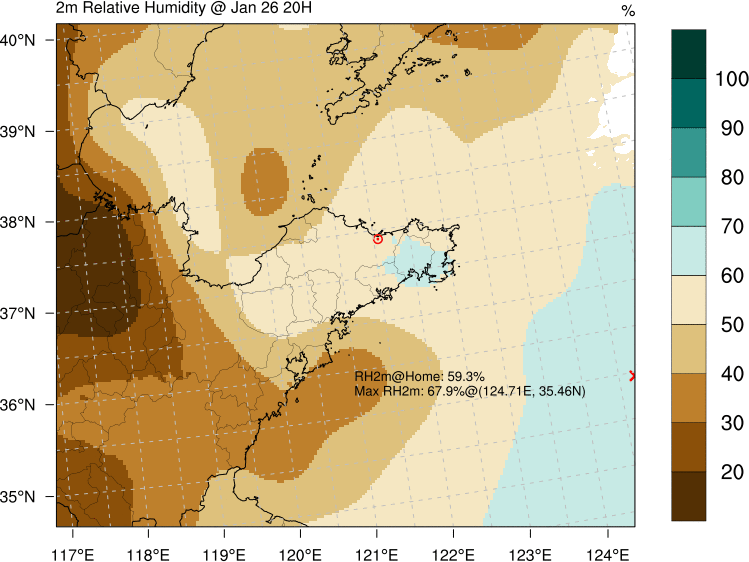 2m Relative Humidity @ Jan 26 20H
%
40°N
39°N
38°N
37°N
36°N
35°N
117°E
118°E
119°E
120°E
121°E
122°E
123°E
124°E
RH2m@Home: 59.3%
Max RH2m: 67.9%@(124.71E, 35.46N)
100
90
80
70
60
50
40
30
20